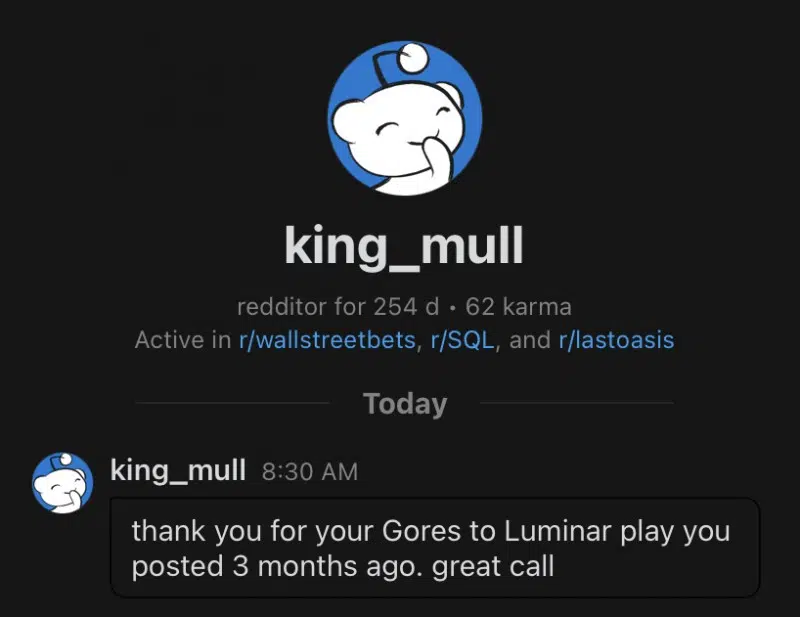 king_mull
redditor for 254 d • 62 karma
Active in r/wallstreetbets, r/SQL, and r/lastoasis
Today
king_mull 8:30 AM
thank you for your Gores to Luminar play you
posted 3 months ago. great call